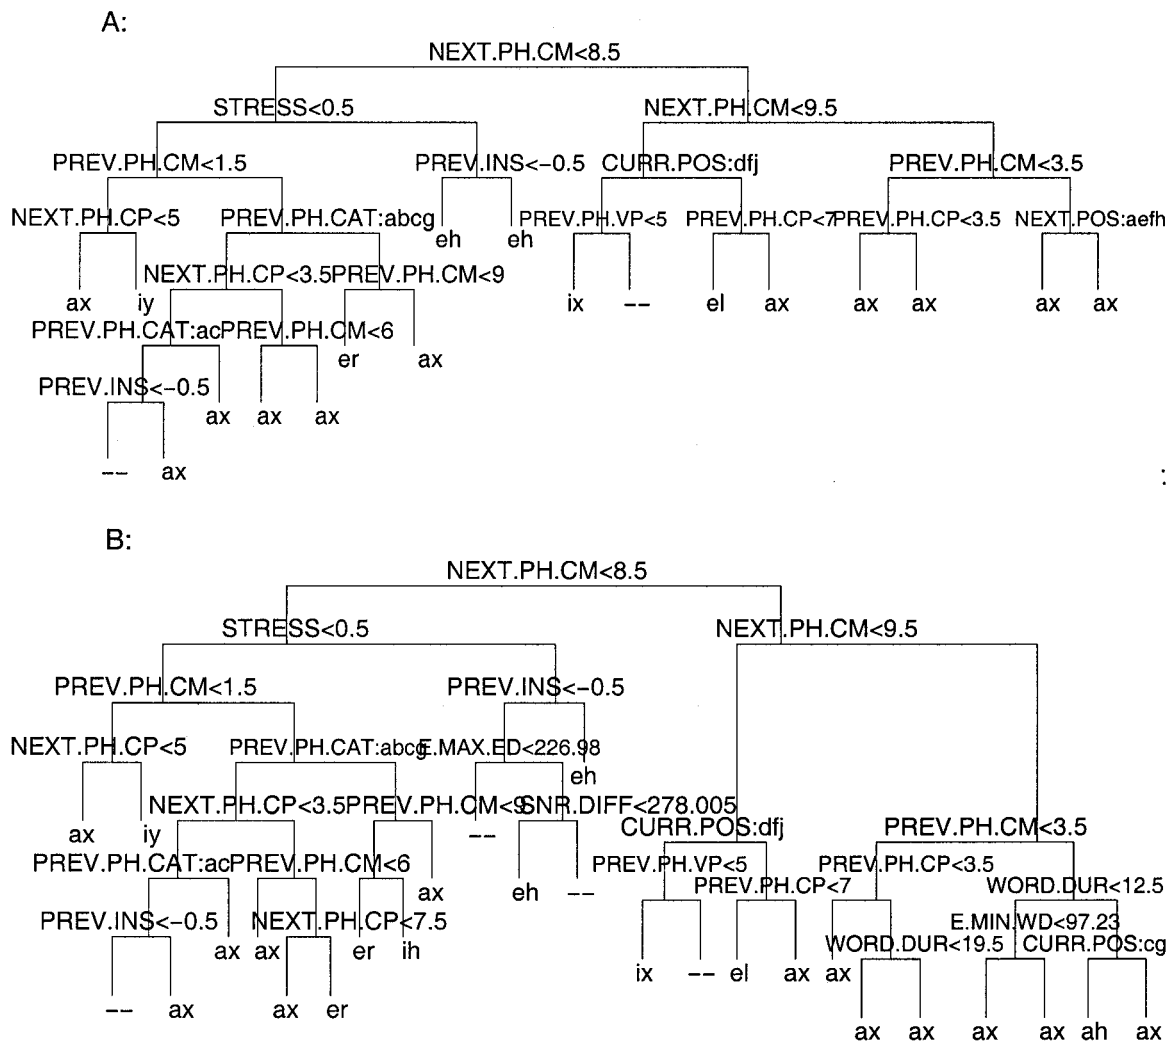 A:
NEXT.PH.CM<8.5
STRESS<0.5 NEXT.PH.CM<9.5
PREV.PH.CM<1.5 PREV.INS<−0.5 CURR.POS:dfj PREV.PH.CM<3.5
NEXT.PH.CP<5 PREV.PH.CAT:abcg PREV.PH.VP<5 PREV.PH.CP<7 PREV.PH.CP<3.5 NEXT.POS:aefh
eh eh
NEXT.PH.CP<3.5 PREV.PH.CM<9
ax iy ix −− el ax ax ax ax ax
PREV.PH.CAT:ac PREV.PH.CM<6
er ax
PREV.INS<−0.5
ax ax ax
−− ax
:
B:
NEXT.PH.CM<8.5
STRESS<0.5 NEXT.PH.CM<9.5
PREV.PH.CM<1.5 PREV.INS<−0.5
NEXT.PH.CP<5 PREV.PH.CAT:abcg E.MAX.ED<226.98
eh
NEXT.PH.CP<3.5 PREV.PH.CM<9 SNR.DIFF<278.005
ax iy −− CURR.POS:dfj PREV.PH.CM<3.5
PREV.PH.CAT:ac PREV.PH.CM<6 PREV.PH.VP<5 PREV.PH.CP<3.5
ax eh −− PREV.PH.CP<7 WORD.DUR<12.5
PREV.INS<−0.5 NEXT.PH.CP<7.5 E.MIN.WD<97.23
ax ax er ih WORD.DUR<19.5 CURR.POS:cg
ix −− el ax ax
−− ax ax er
ax ax ax ax ah ax